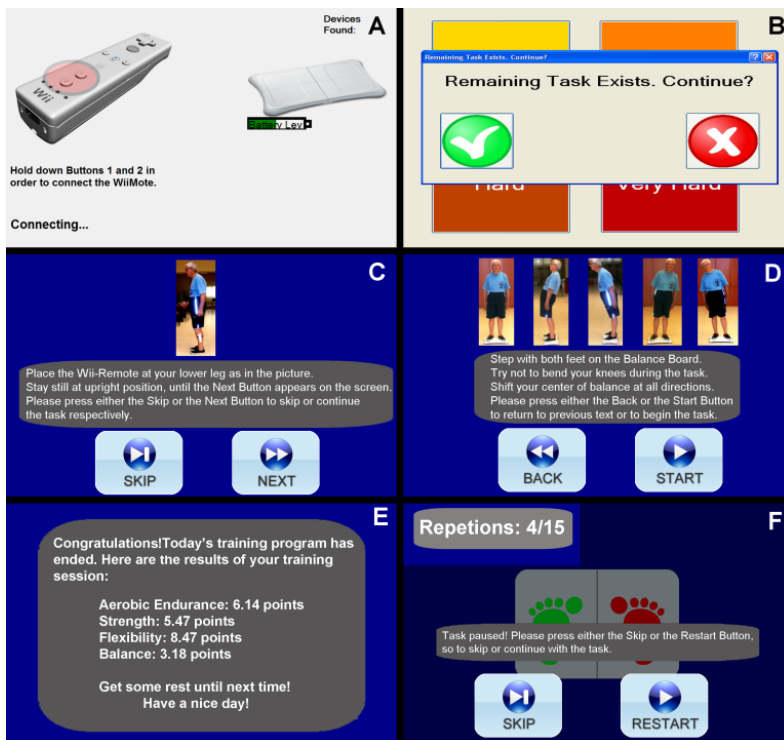 A
Devices
Found:
Wii
Battery Lev
Hold down Buttons 1 and 2 in
order to connect the WiiMote.
Connecting...
B
Remaining Task Exists. Continue?
Remaining Task Exists. Continue?
Hard
Very Hard
C
Place the Wii-Remote at your lower leg as in the picture.
Stay still at upright position, until the Next Button appears on the screen.
Please press either the Skip or the Next Button to skip or continue
the task respectively.
SKIP
NEXT
D
Step with both feet on the Balance Board.
Try not to bend your knees during the task.
Shift your center of balance at all directions.
Please press either the Back or the Start Button
to return to previous text or to begin the task.
BACK
START
E
Congratulations!Today's training program has
ended. Here are the results of your training
session:
Aerobic Endurance: 6.14 points
Strength: 5.47 points
Flexibility: 8.47 points
Balance: 3.18 points
Get some rest until next time!
Have a nice day!
F
Repetions: 4/15
Task paused! Please press either the Skip or the Restart Button,
so to skip or continue with the task.
SKIP
RESTART